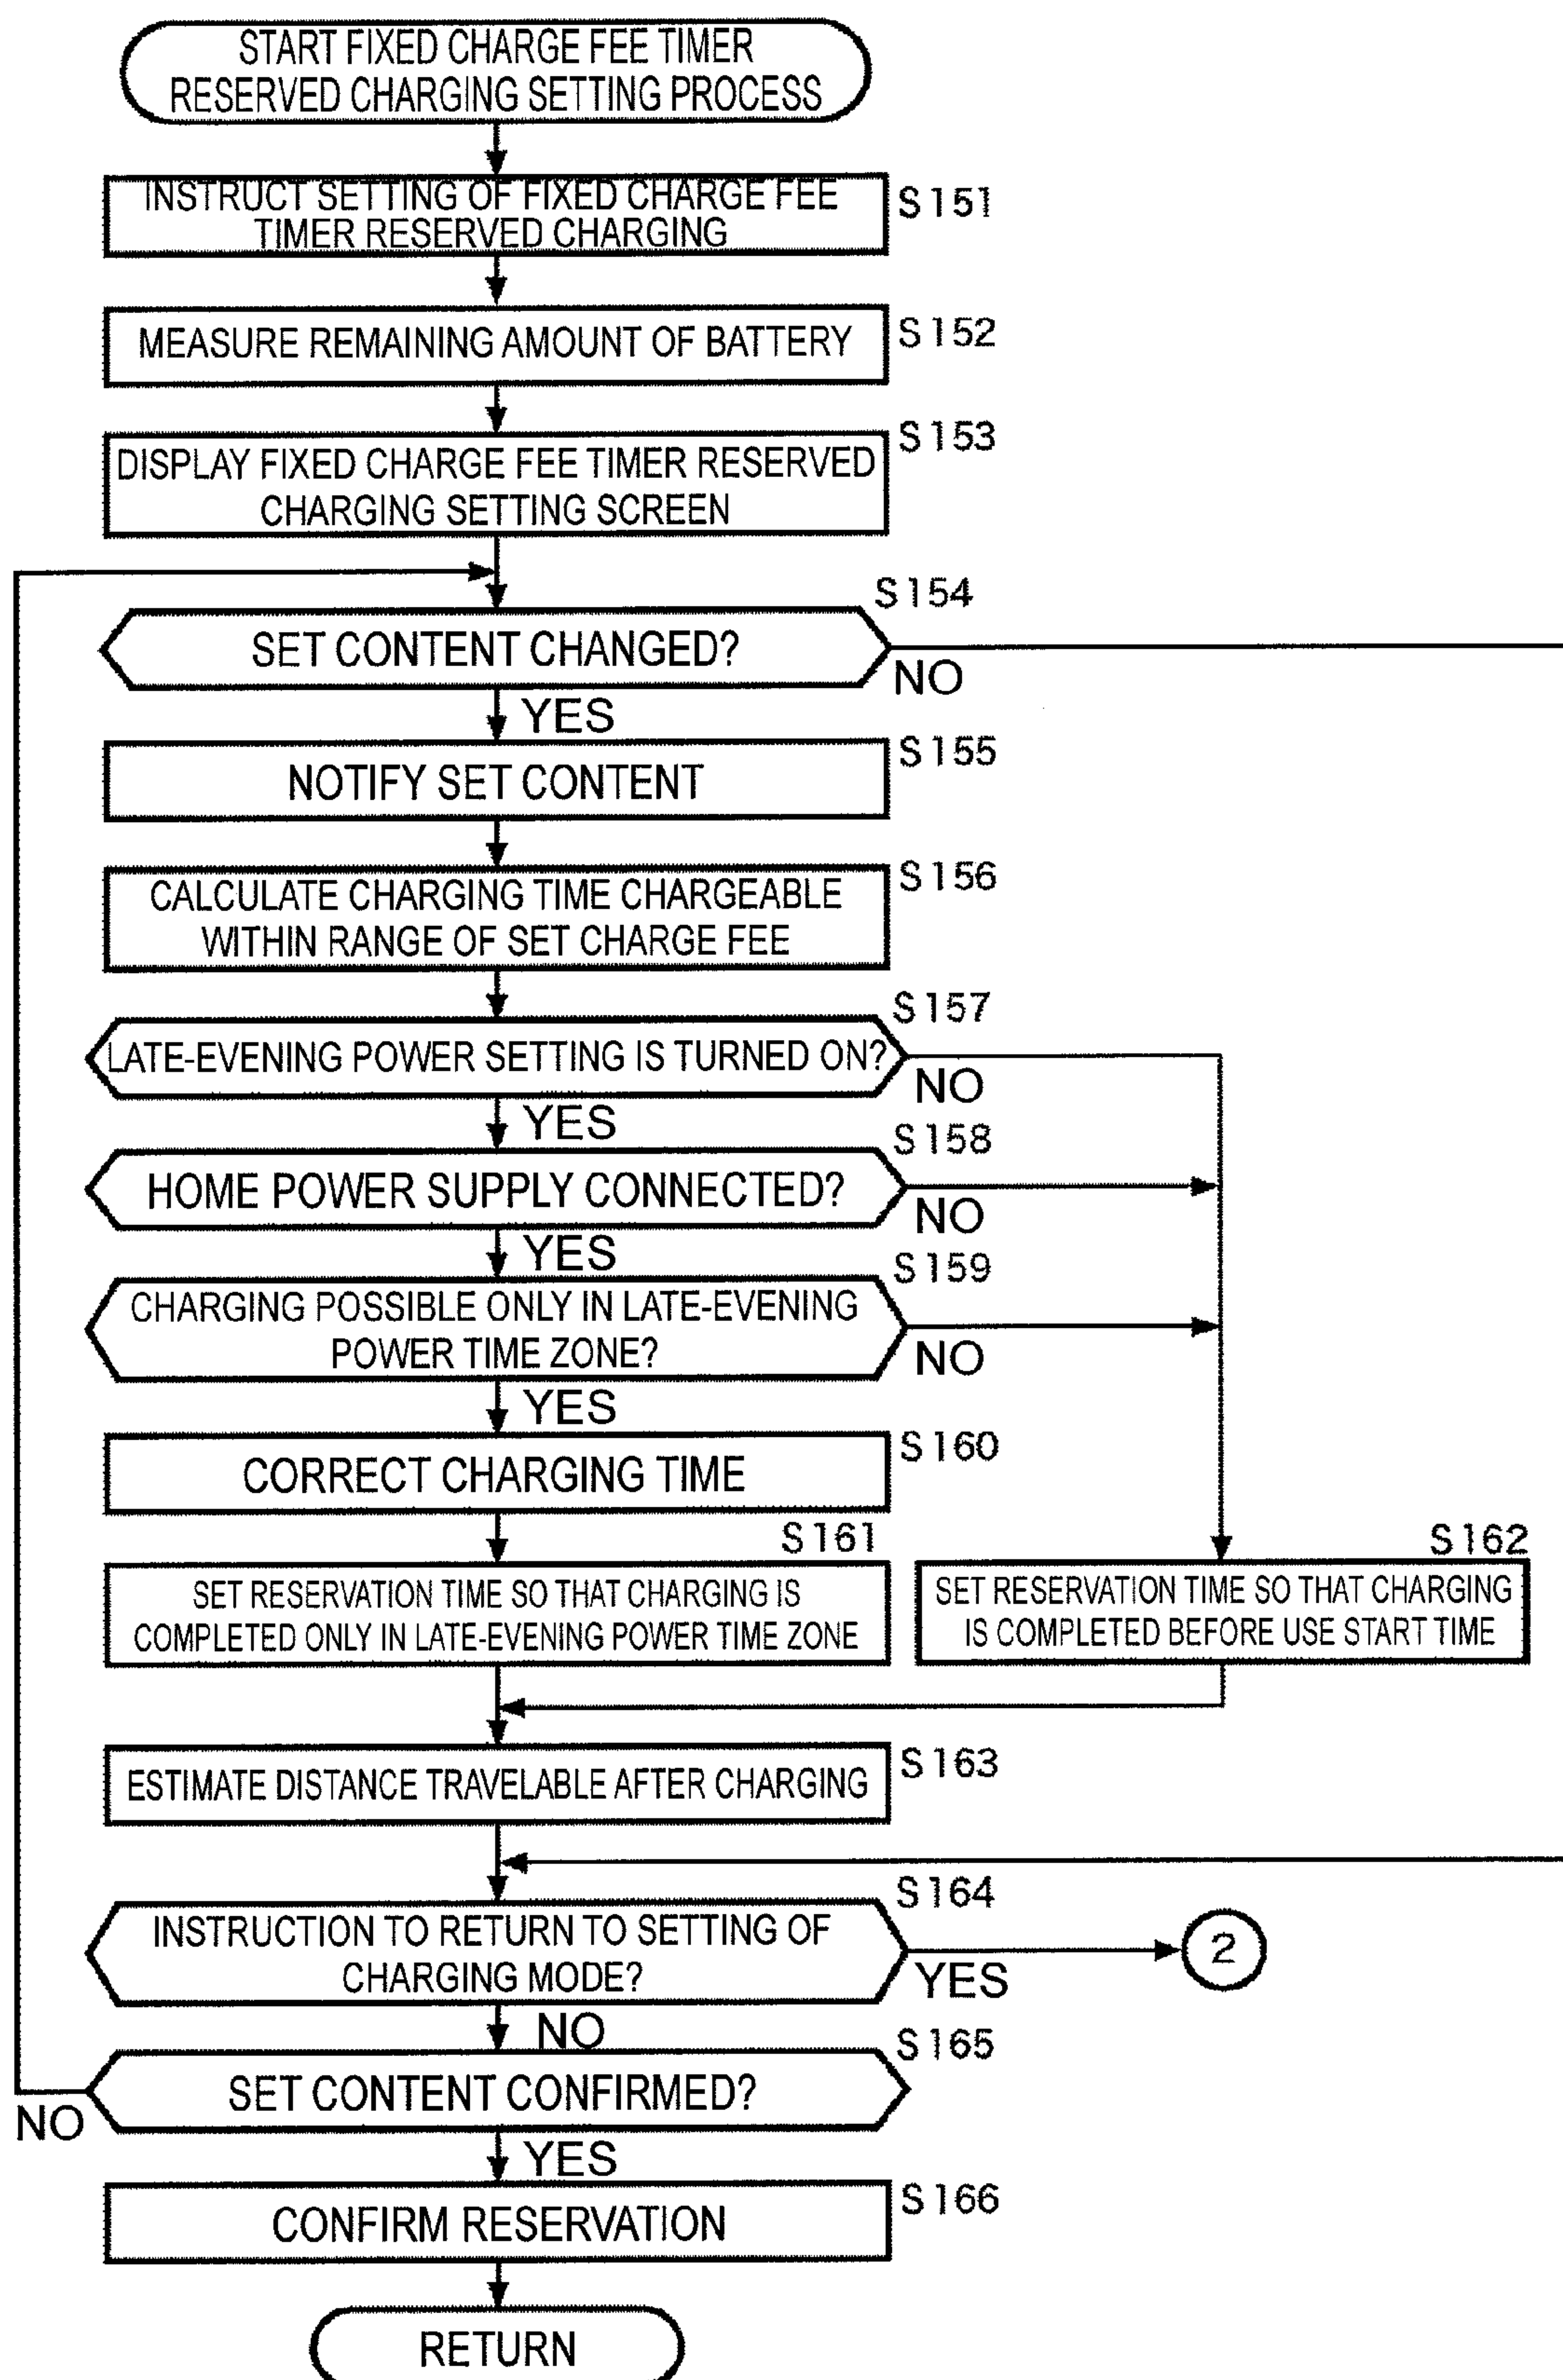 START FIXED CHARGE FEE TIMER
RESERVED CHARGING SETTING PROCESS
INSTRUCT SETTING OF FIXED CHARGE FEE
TIMER RESERVED CHARGING
S151
MEASURE REMAINING AMOUNT OF BATTERY
S152
DISPLAY FIXED CHARGE FEE TIMER RESERVED
CHARGING SETTING SCREEN
S153
SET CONTENT CHANGED?
S154
NO
YES
NOTIFY SET CONTENT
S155
CALCULATE CHARGING TIME CHARGEABLE
WITHIN RANGE OF SET CHARGE FEE
S156
LATE-EVENING POWER SETTING IS TURNED ON?
S157
NO
YES
HOME POWER SUPPLY CONNECTED?
S158
NO
YES
CHARGING POSSIBLE ONLY IN LATE-EVENING
POWER TIME ZONE?
S159
NO
YES
CORRECT CHARGING TIME
S160
S161
SET RESERVATION TIME SO THAT CHARGING IS
COMPLETED ONLY IN LATE-EVENING POWER TIME ZONE
S162
SET RESERVATION TIME SO THAT CHARGING
IS COMPLETED BEFORE USE START TIME
ESTIMATE DISTANCE TRAVELABLE AFTER CHARGING
S163
INSTRUCTION TO RETURN TO SETTING OF
CHARGING MODE?
S164
YES
2
NO
SET CONTENT CONFIRMED?
S165
NO
YES
CONFIRM RESERVATION
S166
RETURN